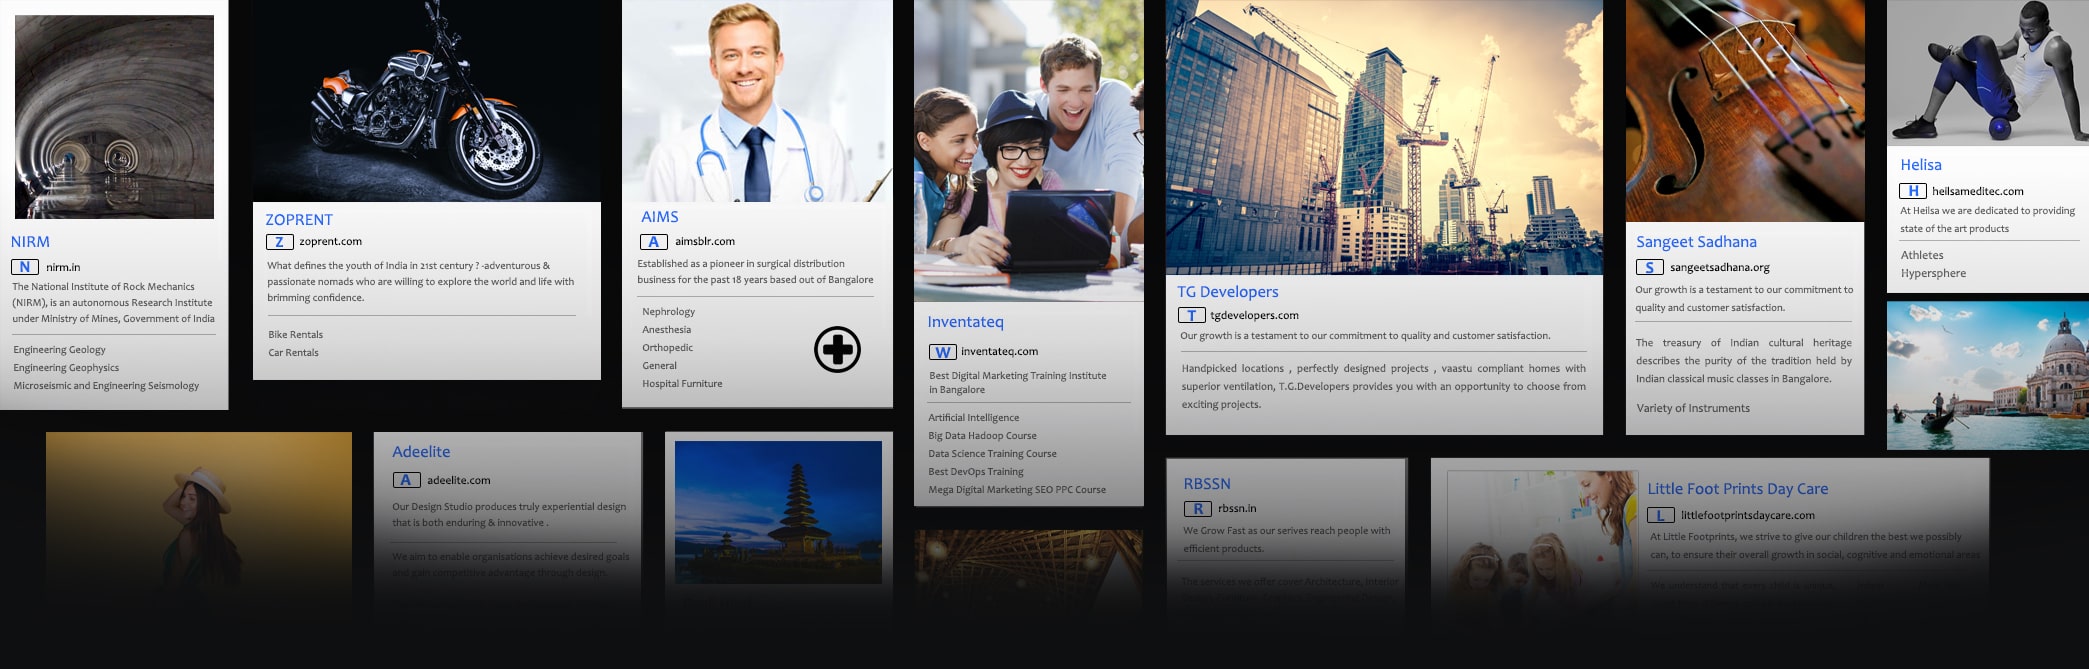 NIRM
N nirm.in
The National Institute of Rock Mechanics
(NIRM), is an autonomous Research Institute
under Ministry of Mines, Government of India
Engineering Geology
Engineering Geophysics
Microseismic and Engineering Seismology
ZOPRENT
Z zoprent.com
What defines the youth of India in 21st century ? -adventurous &
passionate nomads who are willing to explore the world and life with
brimming confidence.
Bike Rentals
Car Rentals
AIMS
A aimsblr.com
Established as a pioneer in surgical distribution
business for the past 18 years based out of Bangalore
Nephrology
Anesthesia
Orthopedic
General
Hospital Furniture
Inventateq
W inventateq.com
Best Digital Marketing Training Institute
in Bangalore
Artificial Intelligence
Big Data Hadoop Course
Data Science Training Course
Best DevOps Training
Mega Digital Marketing SEO PPC Course
TG Developers
T tgdevelopers.com
Our growth is a testament to our commitment to quality and customer satisfaction.
Handpicked locations , perfectly designed projects , vaastu compliant homes with
superior ventilation, T.G.Developers provides you with an opportunity to choose from
exciting projects.
Sangeet Sadhana
S sangeetsadhana.org
Our growth is a testament to our commitment to
quality and customer satisfaction.
The treasury of Indian cultural heritage
describes the purity of the tradition held by
Indian classical music classes in Bangalore.
Variety of Instruments
Helisa
H heilsameditec.com
At Heilsa we are dedicated to providing
state of the art products
Athletes
Hypersphere
Adeelite
A adeelite.com
Our Design Studio produces truly experiential design
that is both enduring & innovative .
We aim to enable organisations achieve desired goals
and gain competitive advantage through design.
RBSSN
R rbssn.in
We Grow Fast as our serives reach people with
efficient products.
The services we offer cover Architecture, Interior
Little Foot Prints Day Care
L littlefootprintsdaycare.com
At Little Footprints, we strive to give our children the best we possibly
can, to ensure their overall growth in social, cognitive and emotional areas
We understand that every child is unique,